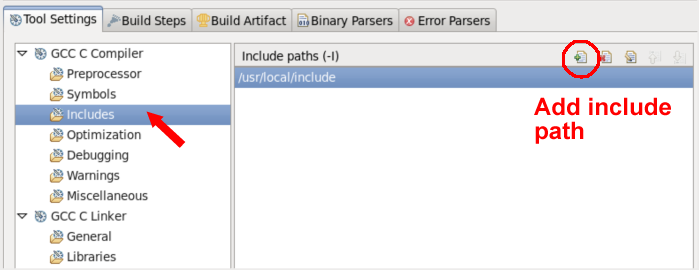 Tool Settings Build Steps Build Artifact Binary Parsers Error Parsers
GCC C Compiler
Preprocessor
Symbols
Includes
Optimization
Debugging
Warnings
Miscellaneous
GCC C Linker
General
Libraries
Include paths (-I)
/usr/local/include
Add include
path